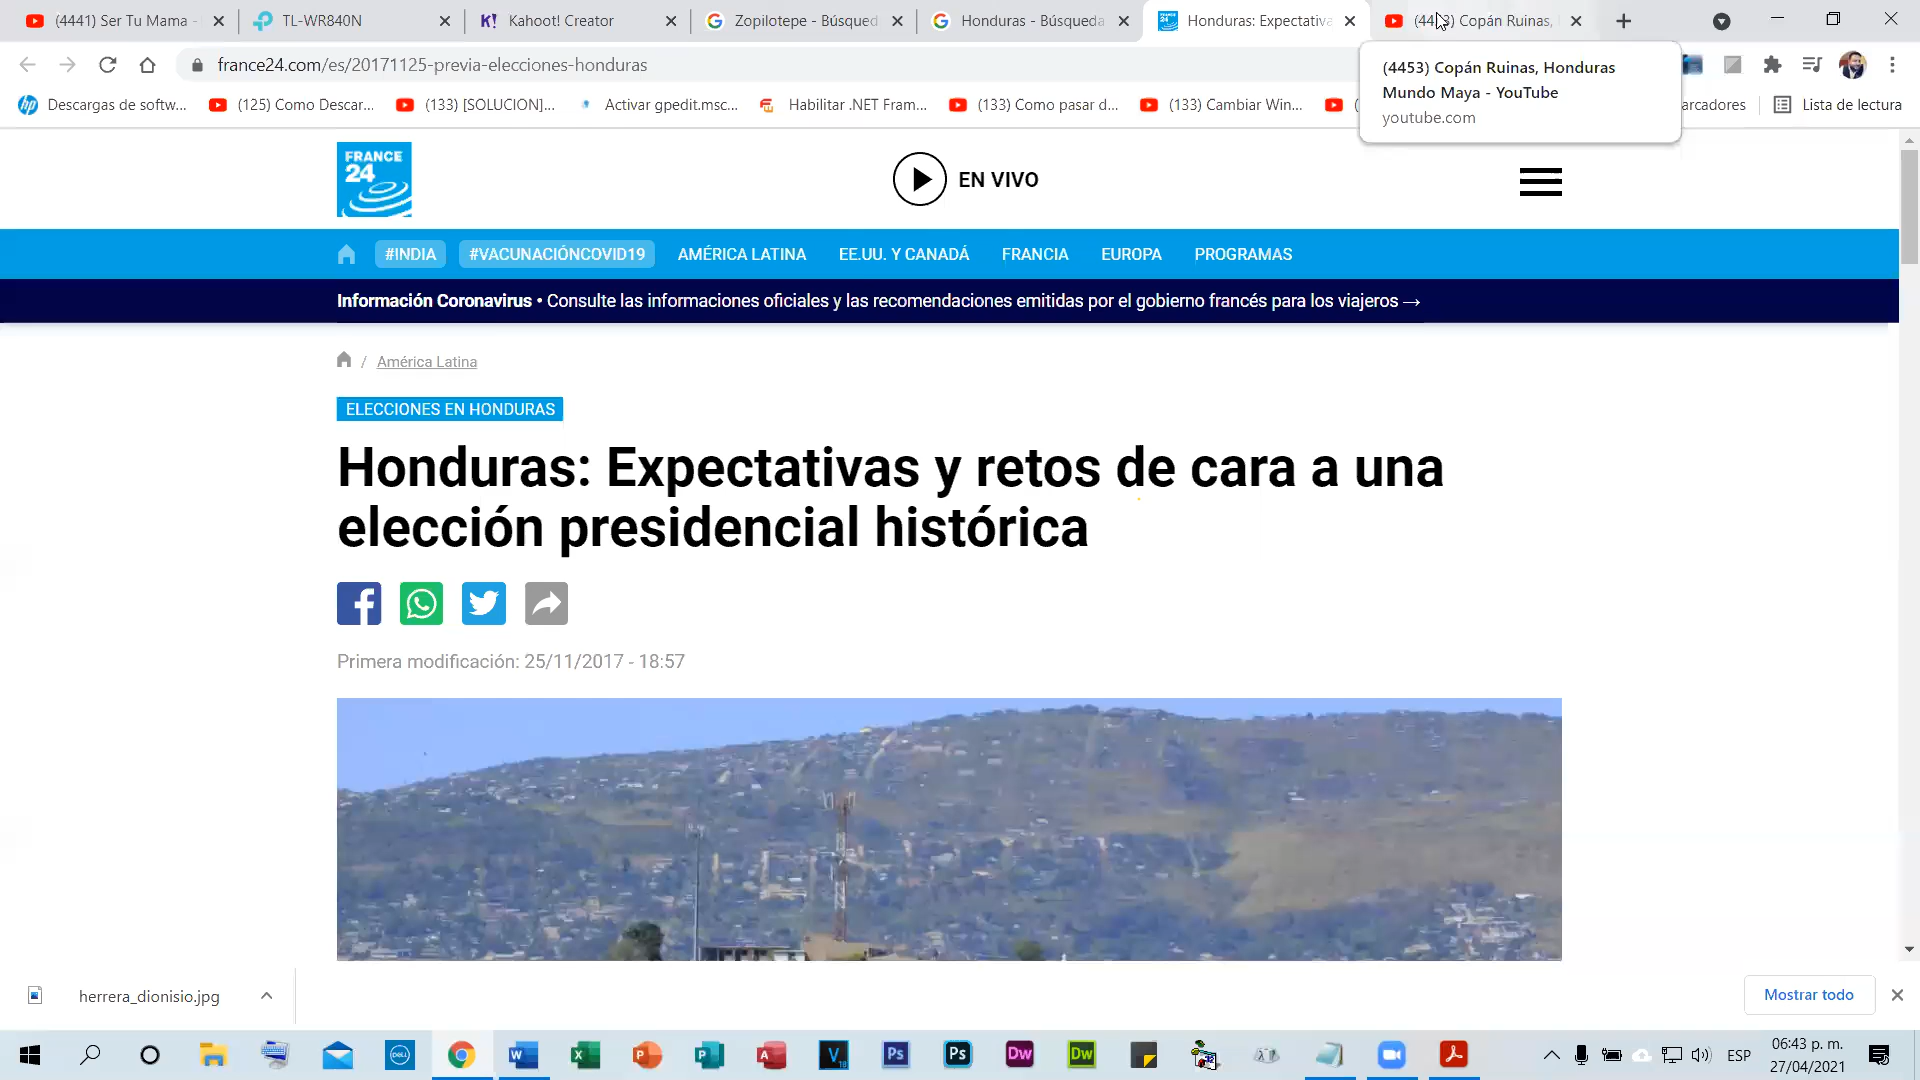 (4441) Ser Tu Mama -
TL-WR840N
K! Kahoot! Creator
Zopilotepe - Búsqued
Honduras - Búsqueda
Honduras: Expectativa
Copán Ruinas,
france24.com/es/20171125-previa-elecciones-honduras
(4453) Copán Ruinas, Honduras
Mundo Maya - YouTube
youtube.com
hp Descargas de softw...
(125) Como Descar...
(133) [SOLUCION]...
Activar gpedit.msc...
Habilitar .NET Fram...
(133) Como pasar d...
(133) Cambiar Win...
arcadores
Lista de lectura
FRANCE
24
EN VIVO
#INDIA
#VACUNACIÓNCOVID19
AMÉRICA LATINA
EE.UU. Y CANADÁ
FRANCIA
EUROPA
PROGRAMAS
Información Coronavirus • Consulte las informaciones oficiales y las recomendaciones emitidas por el gobierno francés para los viajeros →
/ América Latina
ELECCIONES EN HONDURAS
Honduras: Expectativas y retos de cara a una
elección presidencial histórica
Primera modificación: 25/11/2017 - 18:57
herrera_dionisio.jpg
Mostrar todo
DELL
W
X
P
P
A
V
Ps
Ps
Dw
Dw
ESP
06:43 p. m.
27/04/2021